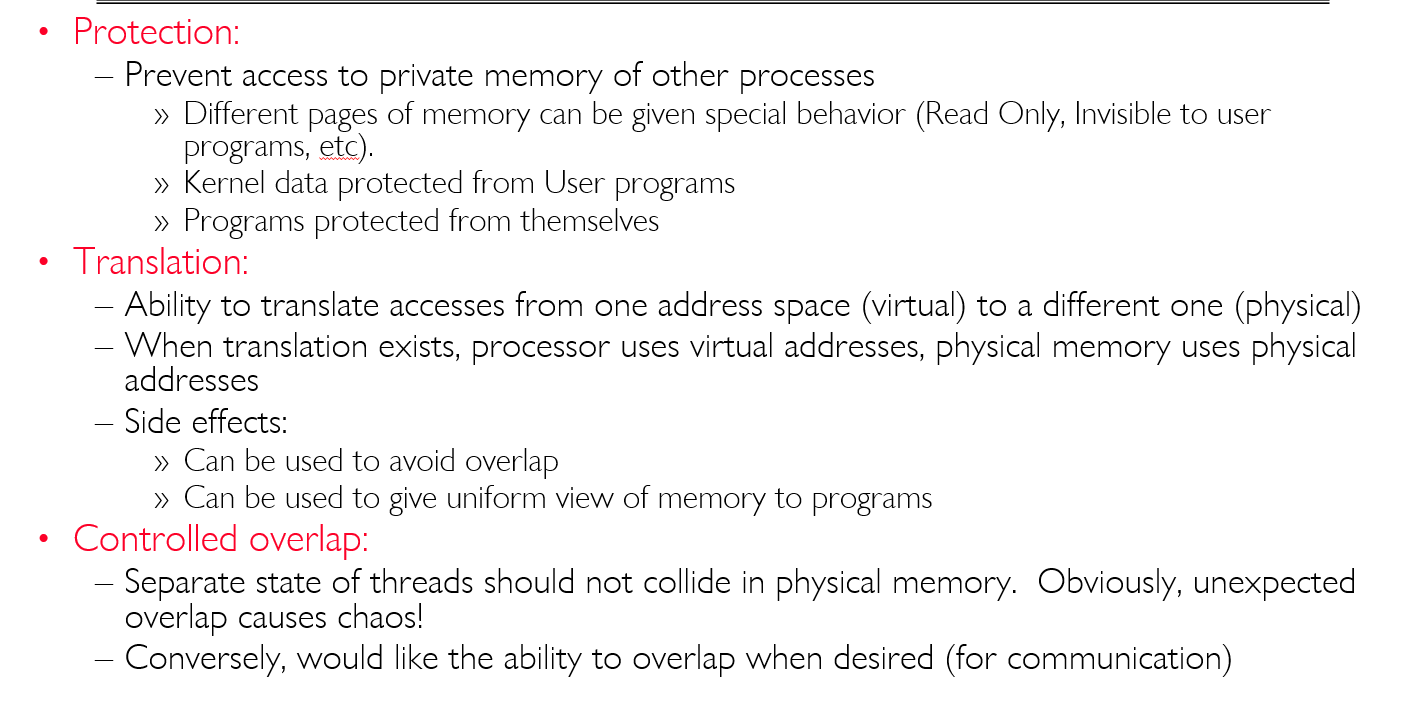 • Protection:
– Prevent access to private memory of other processes
» Different pages of memory can be given special behavior (Read Only, Invisible to user
programs, etc).
» Kernel data protected from User programs
» Programs protected from themselves
• Translation:
– Ability to translate accesses from one address space (virtual) to a different one (physical)
– When translation exists, processor uses virtual addresses, physical memory uses physical
addresses
– Side effects:
» Can be used to avoid overlap
» Can be used to give uniform view of memory to programs
• Controlled overlap:
– Separate state of threads should not collide in physical memory.  Obviously, unexpected
overlap causes chaos!
– Conversely, would like the ability to overlap when desired (for communication)